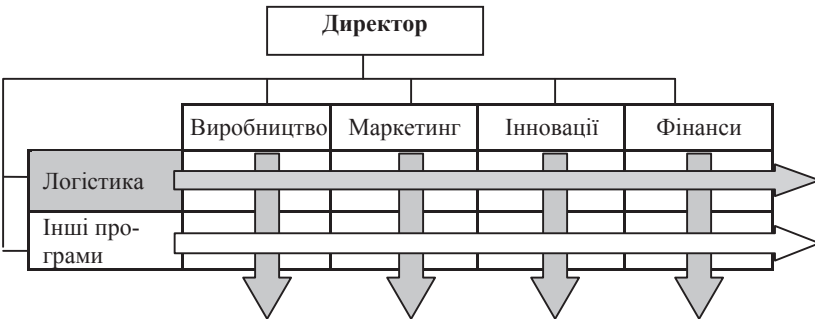 Директор
Виробництво Маркетинг Інновації Фінанси
Логістика
Інші про-
грами